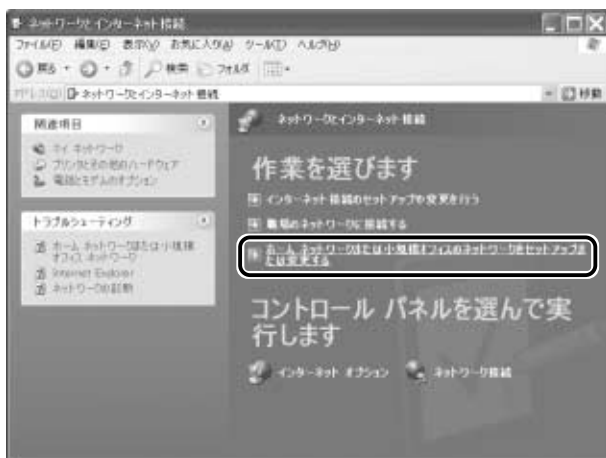 ネットワークとインターネット接続
ファイル(F) 編集(E) 表示(V) お気に入り(A) ツール(T) ヘルプ(H)
戻る 検索 フォルダ
アドレス(D) ネットワークとインターネット接続 移動
関連項目
マイ ネットワーク
プリンタとその他のハードウェア
電話とモデムのオプション
トラブルシューティング
ホーム ネットワークまたは小規模
オフィス ネットワーク
Internet Explorer
ネットワークの診断
ネットワークとインターネット接続
作業を選びます
インターネット接続のセットアップや変更を行う
職場のネットワークに接続する
ホーム ネットワークまたは小規模オフィスのネットワークをセットアップま
たは変更する
コントロール パネルを選んで実
行します
インターネット オプション ネットワーク接続